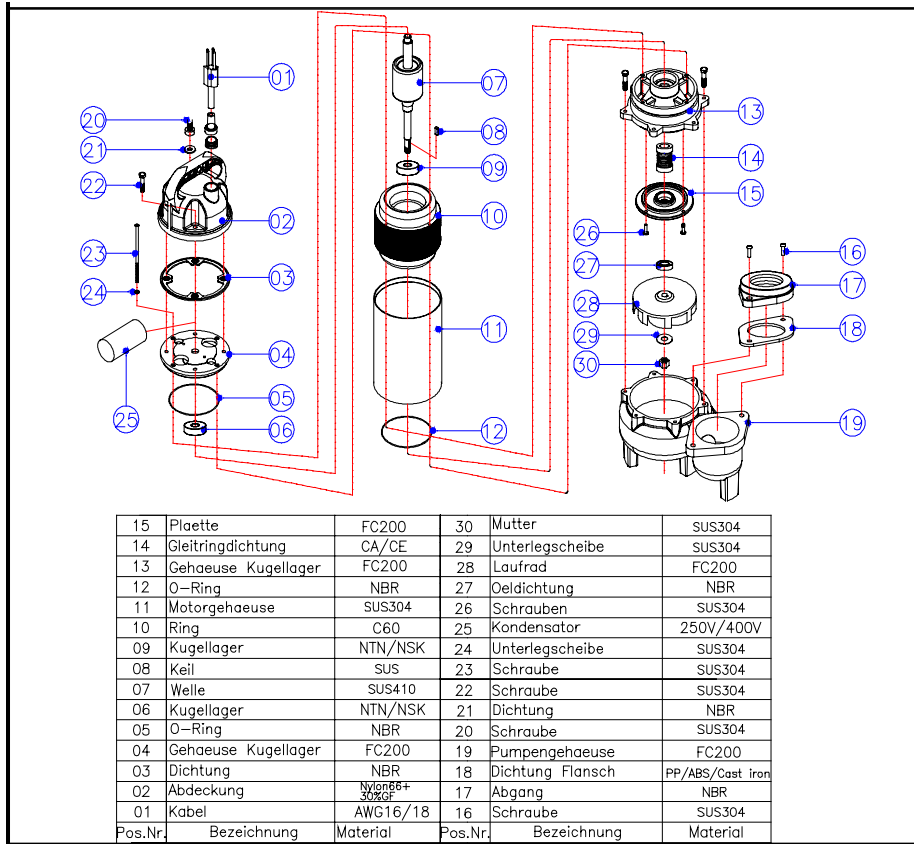 01
20
21
22
02
23
03
24
04
05
25
06
07
08
09
10
11
12
13
14
15
26
16
27
17
28
18
29
30
19
15 Plaette FC200 30 Mutter SUS304
14 Gleitringdichtung CA/CE 29 Unterlegscheibe SUS304
13 Gehaeuse Kugellager FC200 28 Laufrad FC200
12 O-Ring NBR 27 Oeldichtung NBR
11 Motorgehaeuse SUS304 26 Schrauben SUS304
10 Ring C60 25 Kondensator 250V/400V
09 Kugellager NTN/NSK 24 Unterlegscheibe SUS304
08 Keil SUS 23 Schraube SUS304
07 Welle SUS410 22 Schraube SUS304
06 Kugellager NTN/NSK 21 Dichtung NBR
05 O-Ring NBR 20 Schraube SUS304
04 Gehaeuse Kugellager FC200 19 Pumpengehaeuse FC200
03 Dichtung NBR 18 Dichtung Flansch PP/ABS/Cast iron
02 Abdeckung Nylon66+ 30%GF 17 Abgang NBR
01 Kabel AWG16/18 16 Schraube SUS304
Pos.Nr. Bezeichnung Material Pos.Nr. Bezeichnung Material